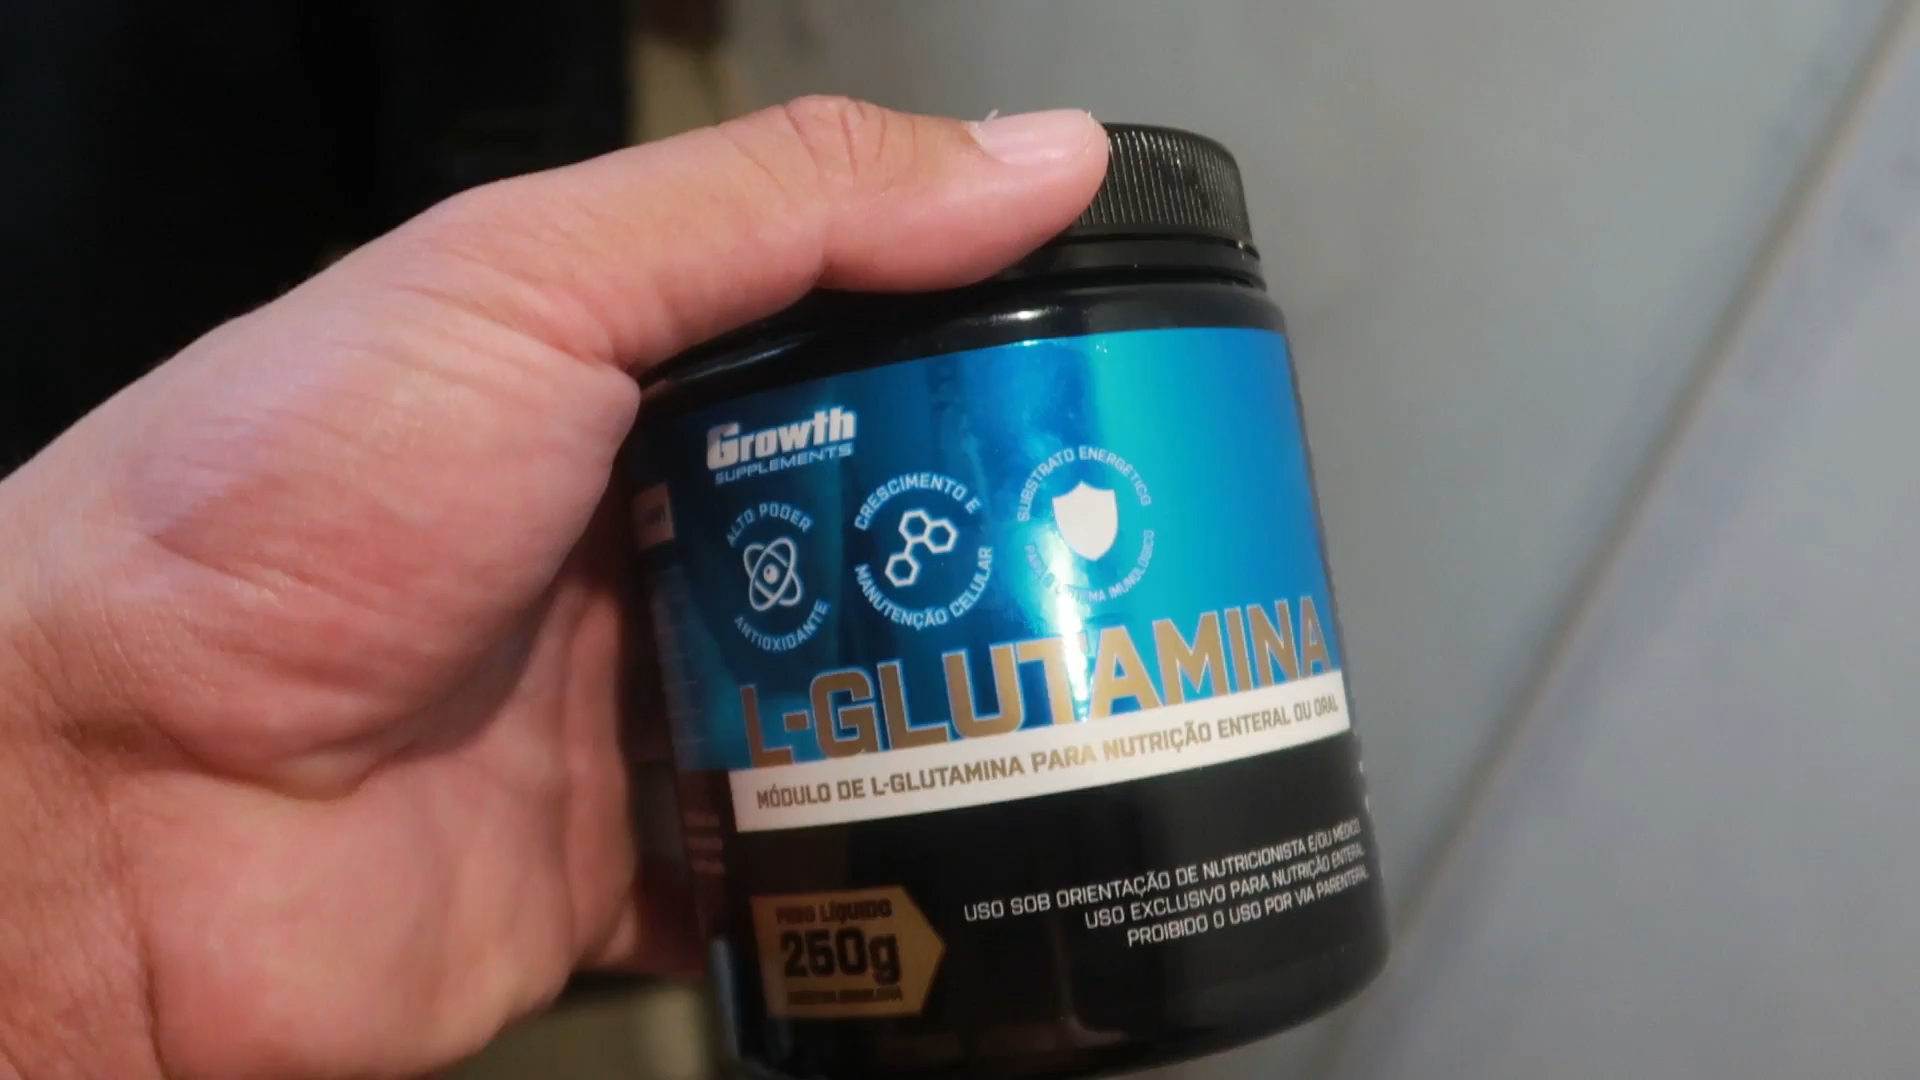 Growth
SUPPLEMENTS
ALTO PODER
ANTIOXIDANTE
CRESCIMENTO E
MANUTENÇÃO CELULAR
SUBSTRATO ENERGÉTICO
IMUNOLÓGICO
L-GLUTAMINA
MÓDULO DE L-GLUTAMINA PARA NUTRIÇÃO ENTERAL OU ORAL
USO SOB ORIENTAÇÃO DE NUTRICIONISTA E/OU MÉDICO.
USO EXCLUSIVO PARA NUTRIÇÃO ENTERAL
PROIBIDO O USO POR VIA PARENTERAL.
PESO LÍQUIDO
250g